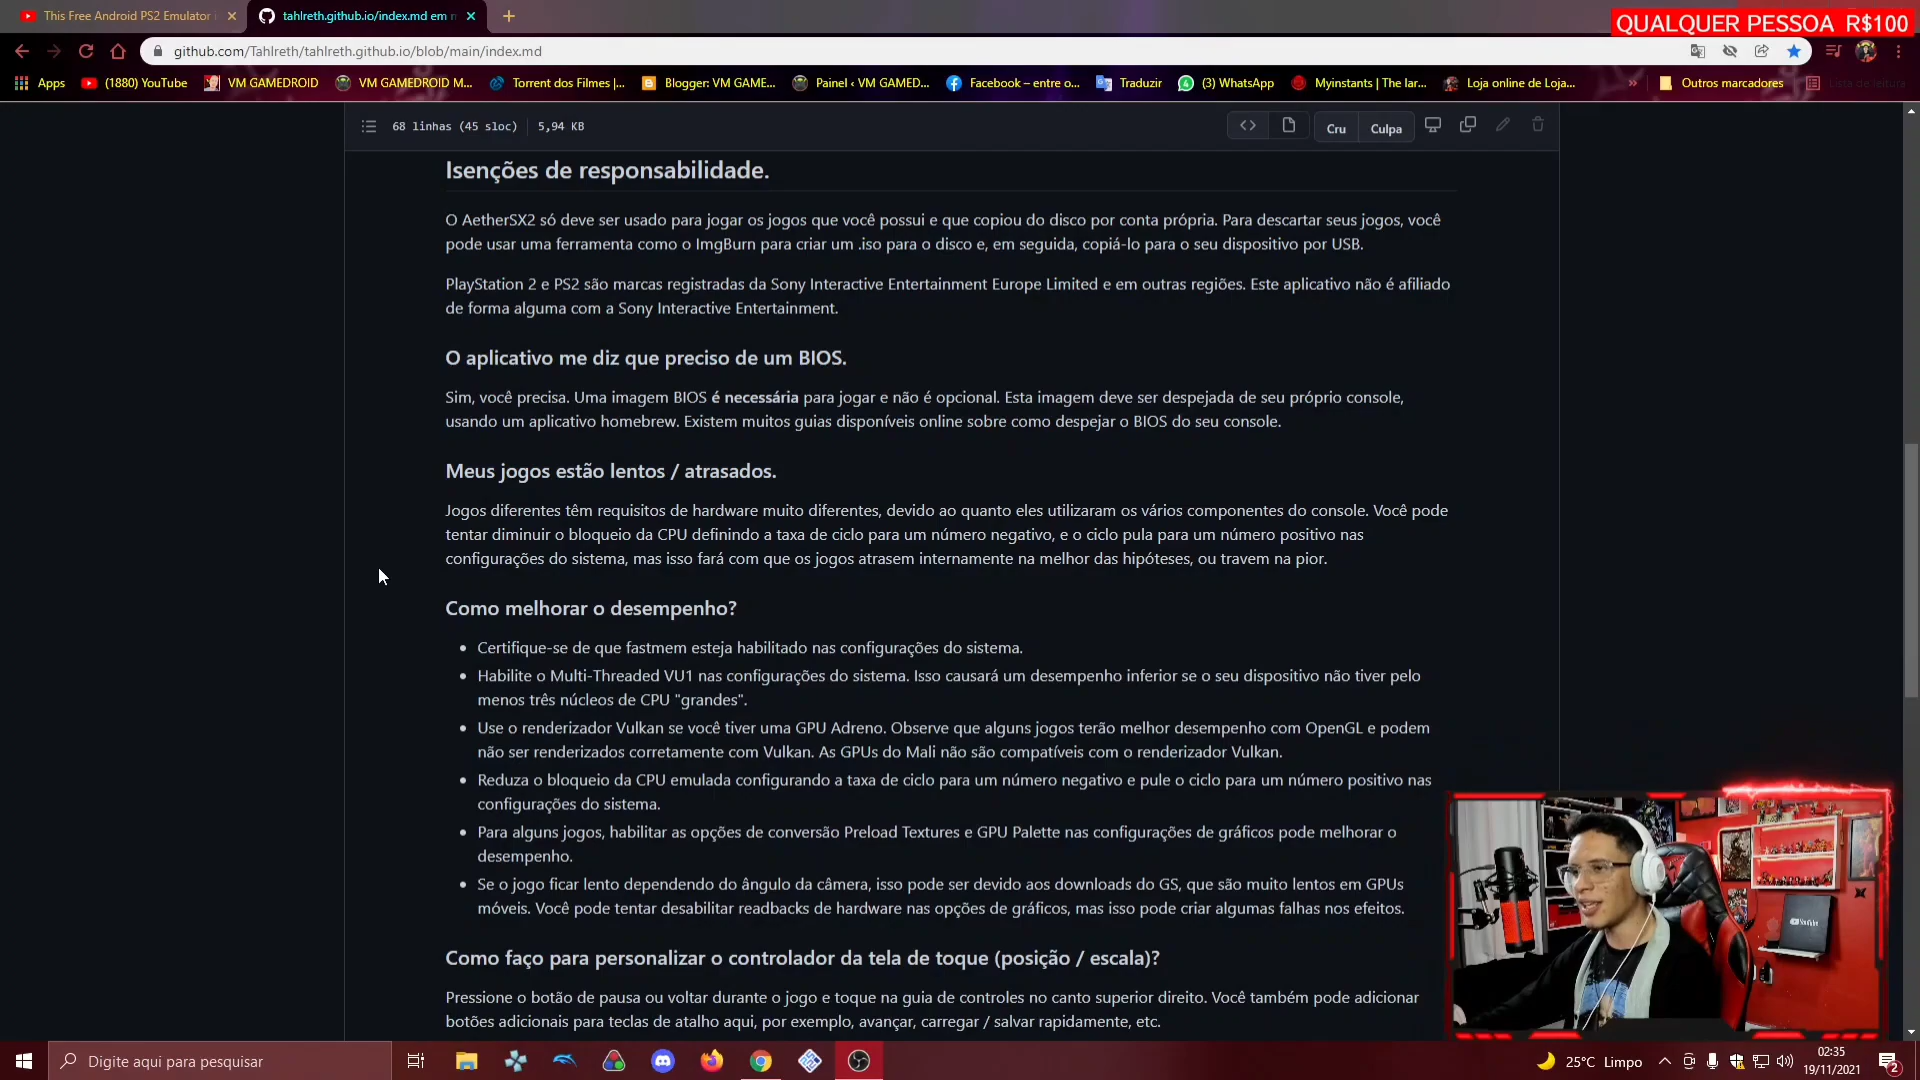 This Free Android PS2 Emulator
tahlreth.github.io/index.md em m
QUALQUER PESSOA R$100
github.com/Tahlreth/tahlreth.github.io/blob/main/index.md
Apps
(1880) YouTube
VM GAMEDROID
VM GAMEDROID M...
Torrent dos Filmes |...
Blogger: VM GAME...
Painel ‹ VM GAMED...
Facebook – entre o...
Traduzir
(3) WhatsApp
Myinstants | The lar...
Loja online de Loja...
»
Outros marcadores
Lista de leitura
68 linhas (45 sloc)
5,94 KB
Cru
Culpa
Isenções de responsabilidade.
O AetherSX2 só deve ser usado para jogar os jogos que você possui e que copiou do disco por conta própria. Para descartar seus jogos, você
pode usar uma ferramenta como o ImgBurn para criar um .iso para o disco e, em seguida, copiá-lo para o seu dispositivo por USB.
PlayStation 2 e PS2 são marcas registradas da Sony Interactive Entertainment Europe Limited e em outras regiões. Este aplicativo não é afiliado
de forma alguma com a Sony Interactive Entertainment.
O aplicativo me diz que preciso de um BIOS.
Sim, você precisa. Uma imagem BIOS é necessária para jogar e não é opcional. Esta imagem deve ser despejada de seu próprio console,
usando um aplicativo homebrew. Existem muitos guias disponíveis online sobre como despejar o BIOS do seu console.
Meus jogos estão lentos / atrasados.
Jogos diferentes têm requisitos de hardware muito diferentes, devido ao quanto eles utilizaram os vários componentes do console. Você pode
tentar diminuir o bloqueio da CPU definindo a taxa de ciclo para um número negativo, e o ciclo pula para um número positivo nas
configurações do sistema, mas isso fará com que os jogos atrasem internamente na melhor das hipóteses, ou travem na pior.
Como melhorar o desempenho?
• Certifique-se de que fastmem esteja habilitado nas configurações do sistema.
• Habilite o Multi-Threaded VU1 nas configurações do sistema. Isso causará um desempenho inferior se o seu dispositivo não tiver pelo
menos três núcleos de CPU "grandes".
• Use o renderizador Vulkan se você tiver uma GPU Adreno. Observe que alguns jogos terão melhor desempenho com OpenGL e podem
não ser renderizados corretamente com Vulkan. As GPUs do Mali não são compatíveis com o renderizador Vulkan.
• Reduza o bloqueio da CPU emulada configurando a taxa de ciclo para um número negativo e pule o ciclo para um número positivo nas
configurações do sistema.
• Para alguns jogos, habilitar as opções de conversão Preload Textures e GPU Palette nas configurações de gráficos pode melhorar o
desempenho.
• Se o jogo ficar lento dependendo do ângulo da câmera, isso pode ser devido aos downloads do GS, que são muito lentos em GPUs
móveis. Você pode tentar desabilitar readbacks de hardware nas opções de gráficos, mas isso pode criar algumas falhas nos efeitos.
Como faço para personalizar o controlador da tela de toque (posição / escala)?
Pressione o botão de pausa ou voltar durante o jogo e toque na guia de controles no canto superior direito. Você também pode adicionar
botões adicionais para teclas de atalho aqui, por exemplo, avançar, carregar / salvar rapidamente, etc.
YouTube
Digite aqui para pesquisar
25°C Limpo
02:35
19/11/2021
2